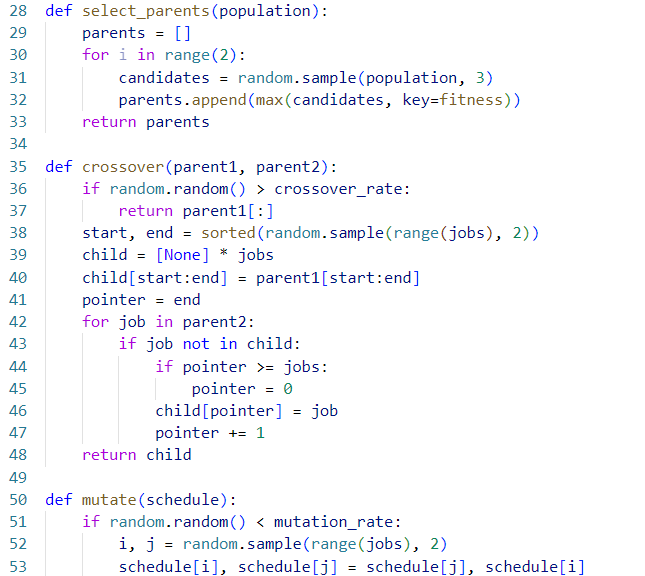 28 def select_parents(population):
29     parents = []
30     for i in range(2):
31         candidates = random.sample(population, 3)
32         parents.append(max(candidates, key=fitness))
33     return parents
34
35 def crossover(parent1, parent2):
36     if random.random() > crossover_rate:
37         return parent1[:]
38     start, end = sorted(random.sample(range(jobs), 2))
39     child = [None] * jobs
40     child[start:end] = parent1[start:end]
41     pointer = end
42     for job in parent2:
43         if job not in child:
44             if pointer >= jobs:
45                 pointer = 0
46             child[pointer] = job
47             pointer += 1
48     return child
49
50 def mutate(schedule):
51     if random.random() < mutation_rate:
52         i, j = random.sample(range(jobs), 2)
53         schedule[i], schedule[j] = schedule[j], schedule[i]